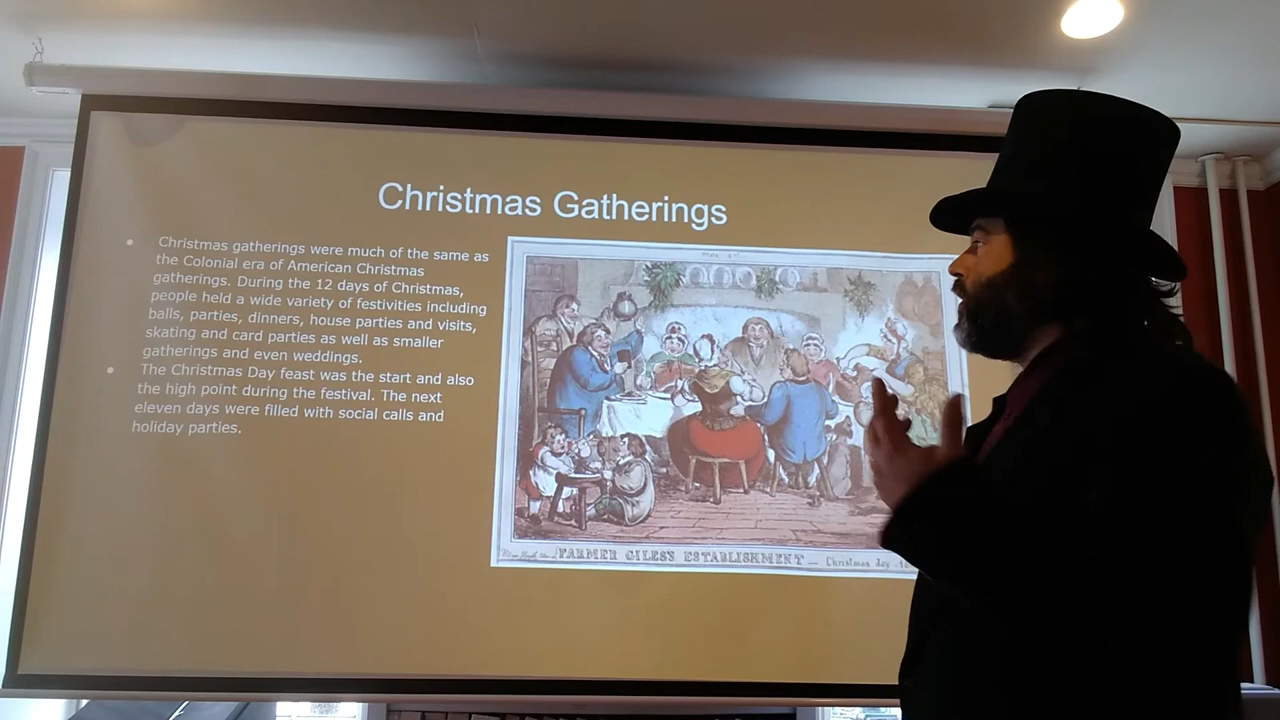 Christmas Gatherings
Christmas gatherings were much of the same as
the Colonial era of American Christmas
gatherings. During the 12 days of Christmas,
people held a wide variety of festivities including
balls, parties, dinners, house parties and visits,
skating and card parties as well as smaller
gatherings and even weddings.
The Christmas Day feast was the start and also
the high point during the festival. The next
eleven days were filled with social calls and
holiday parties.
FARMER GILES'S ESTABLISHMENT — Christmas day